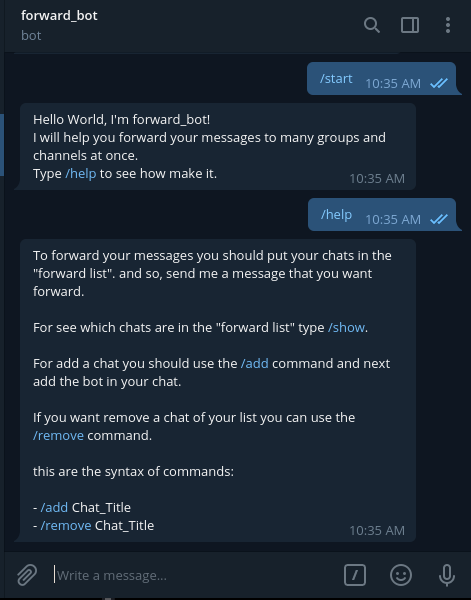 forward_bot
bot
/start 10:35 AM
Hello World, I'm forward_bot!
I will help you forward your messages to many groups and
channels at once.
Type /help to see how make it.
10:35 AM
/help 10:35 AM
To forward your messages you should put your chats in the
"forward list". and so, send me a message that you want
forward.
For see which chats are in the "forward list" type /show.
For add a chat you should use the /add command and next
add the bot in your chat.
If you want remove a chat of your list you can use the
/remove command.
this are the syntax of commands:
- /add Chat_Title
- /remove Chat_Title
10:35 AM
Write a message...